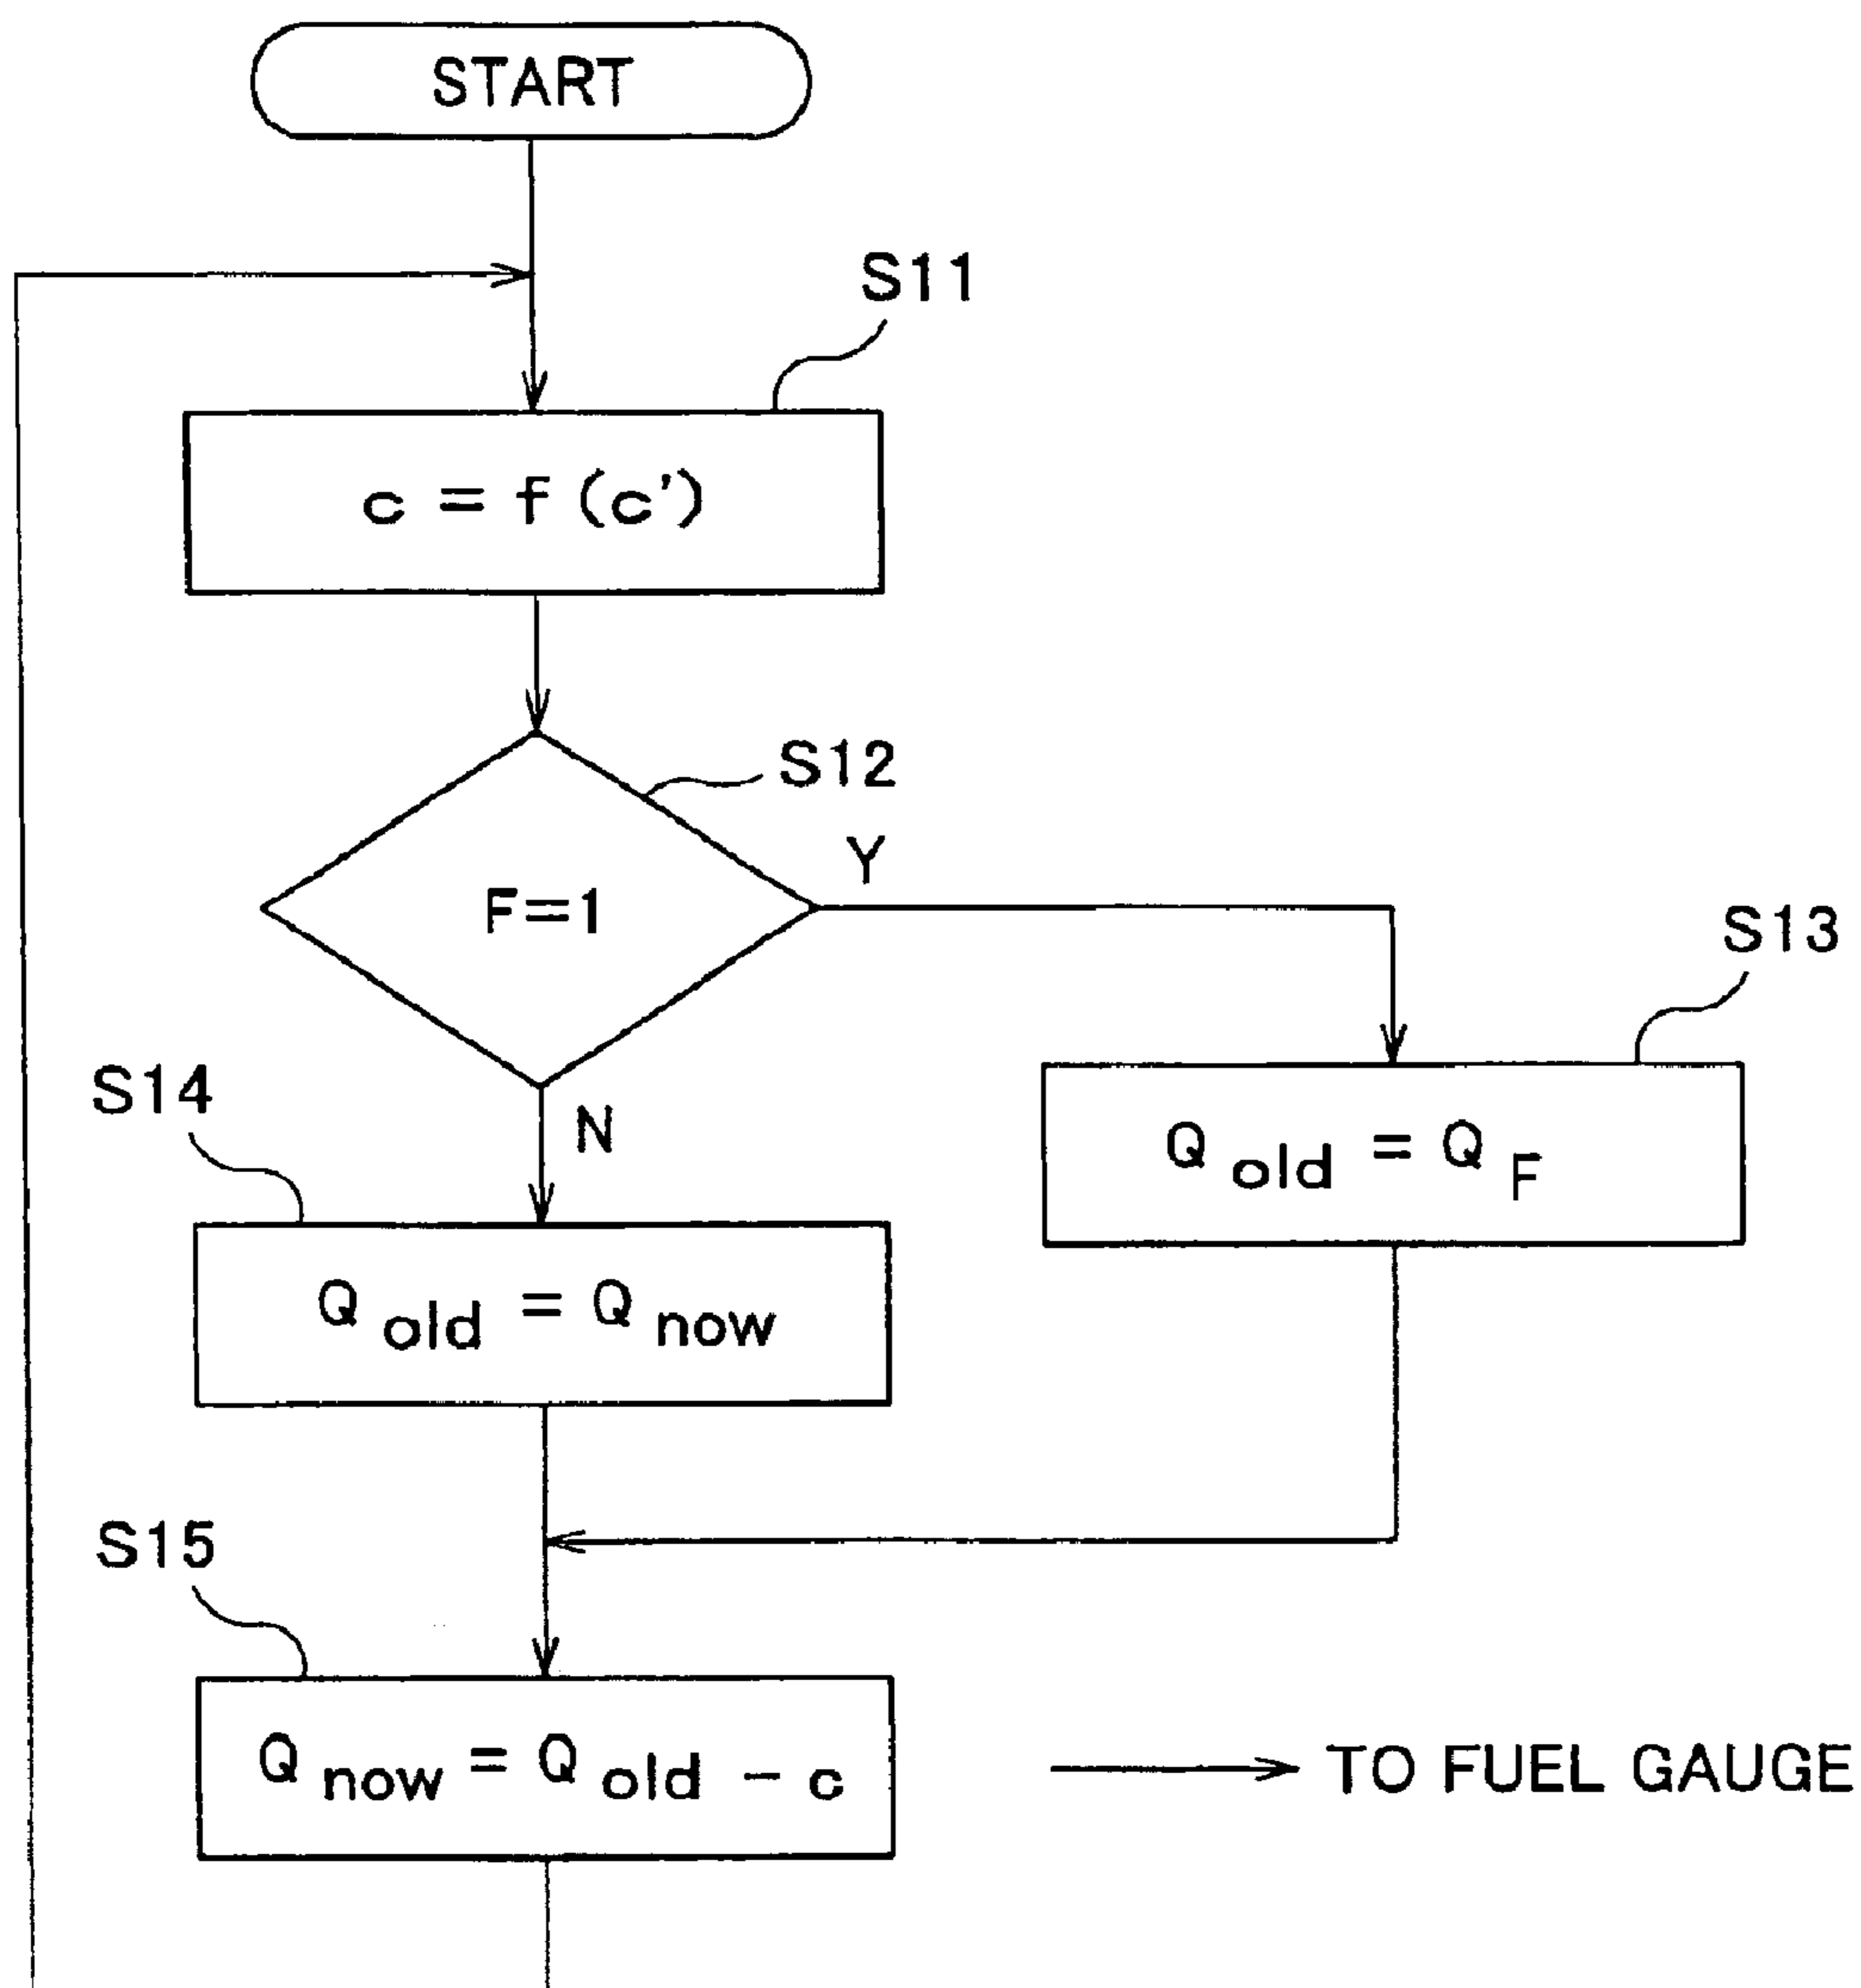 START
S11
c = f (c')
S12
Y
F=1
S13
S14
N
Q old = Q F
Q old = Q now
S15
Q now = Q old - c
TO FUEL GAUGE